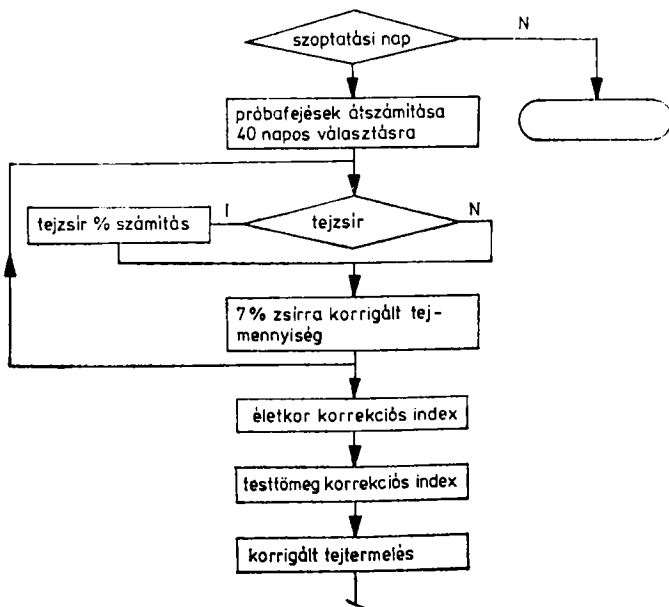 szoptatási nap
N
próbafejések átszámítása
40 napos választásra
tejzsír % számítás
I
tejzsír
N
7% zsírra korrigált tej-
mennyiség
életkor korrekciós index
testtömeg korrekciós index
korrigált tejtermelés